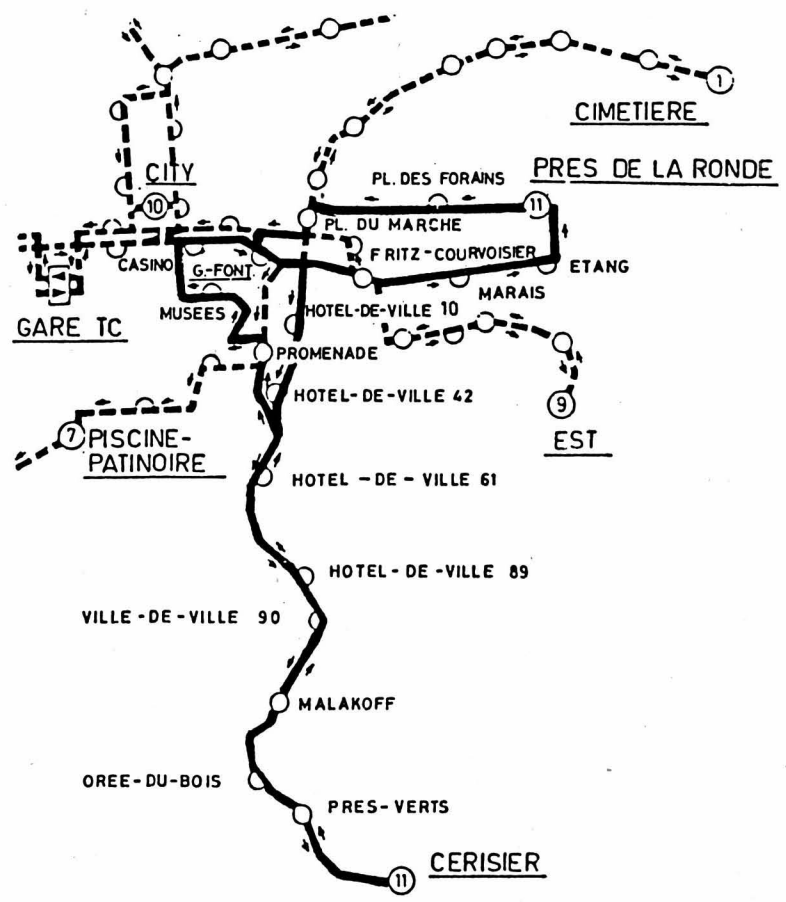 1
CIMETIERE
CITY
PRES DE LA RONDE
PL. DES FORAINS
10
11
PL. DU MARCHE
CASINO
G.-FONT.
FRITZ-COURVOISIER
ETANG
MARAIS
MUSEES
HOTEL-DE-VILLE 10
GARE TC
PROMENADE
HOTEL-DE-VILLE 42
9
EST
7
PISCINE-
PATINOIRE
HOTEL -DE-VILLE 61
HOTEL-DE-VILLE 89
VILLE-DE-VILLE 90
MALAKOFF
OREE-DU-BOIS
PRES-VERTS
CERISIER
11